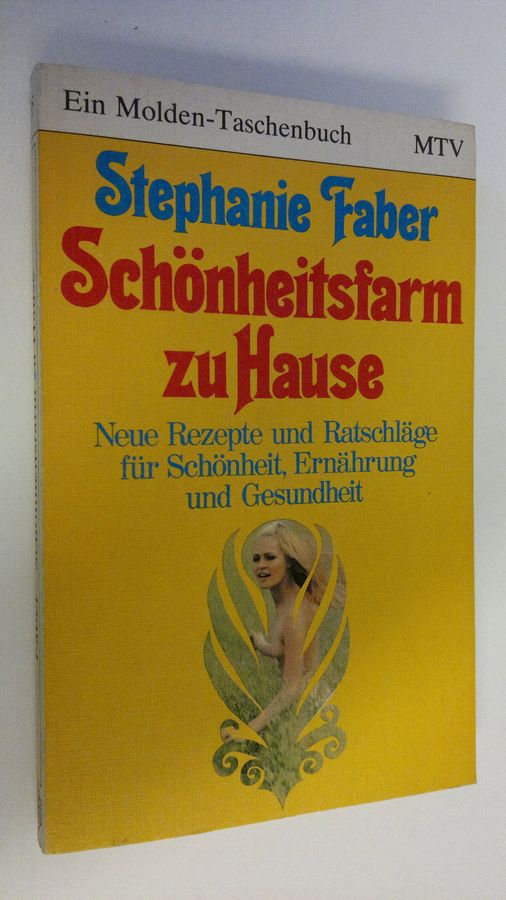 Ein Molden-Taschenbuch MTV
Stephanie Faber
Schönheitsfarm
zu Hause
Neue Rezepte und Ratschläge
für Schönheit, Ernährung
und Gesundheit